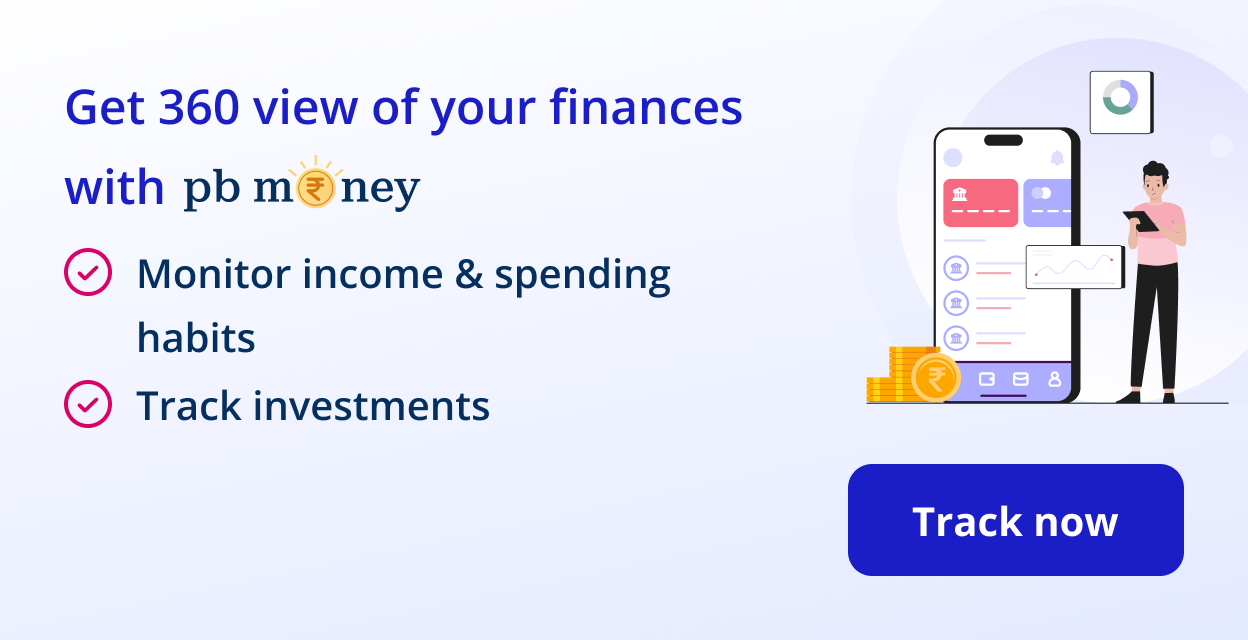 Get 360 view of your finances
with pb m₹ney
Monitor income & spending
habits
Track investments
₹
Track now